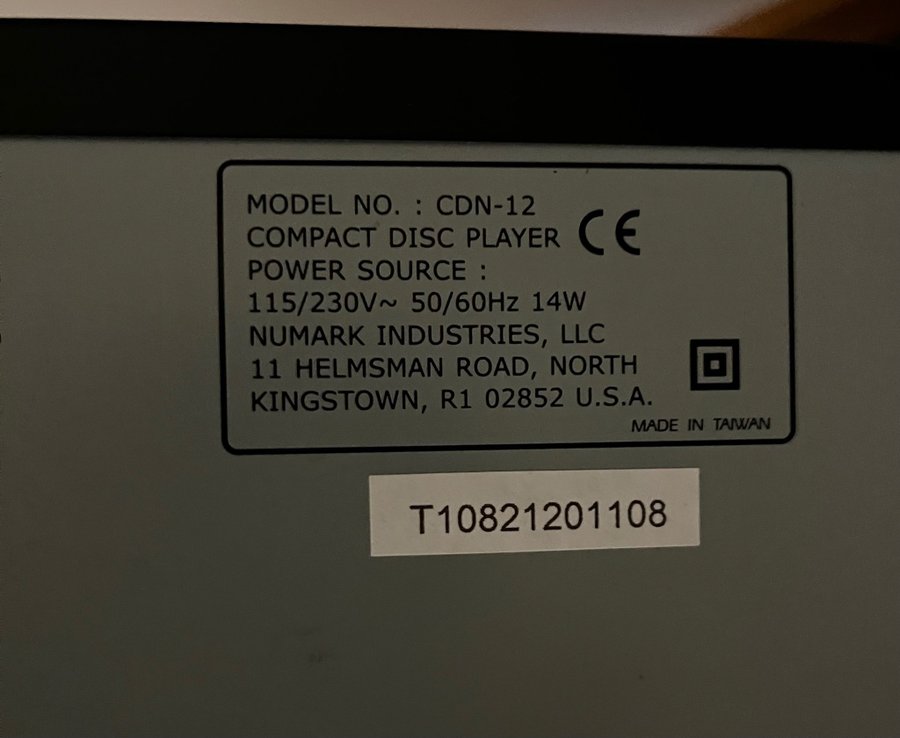 MODEL NO. : CDN-12
COMPACT DISC PLAYER CE
POWER SOURCE :
115/230V~ 50/60Hz 14W
NUMARK INDUSTRIES, LLC
11 HELMSMAN ROAD, NORTH
KINGSTOWN, R1 02852 U.S.A.
MADE IN TAIWAN
T10821201108